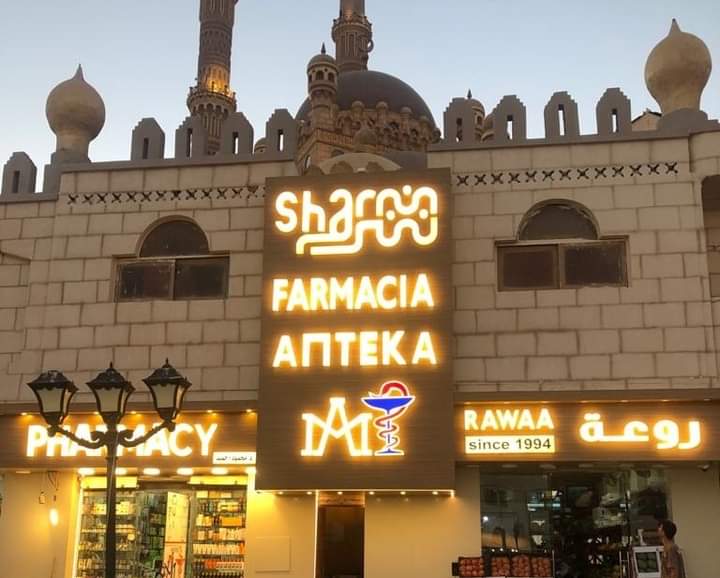 Sharm
FARMACIA
АПТЕКА
PHARMACY
RAWAA
since 1994
روعة